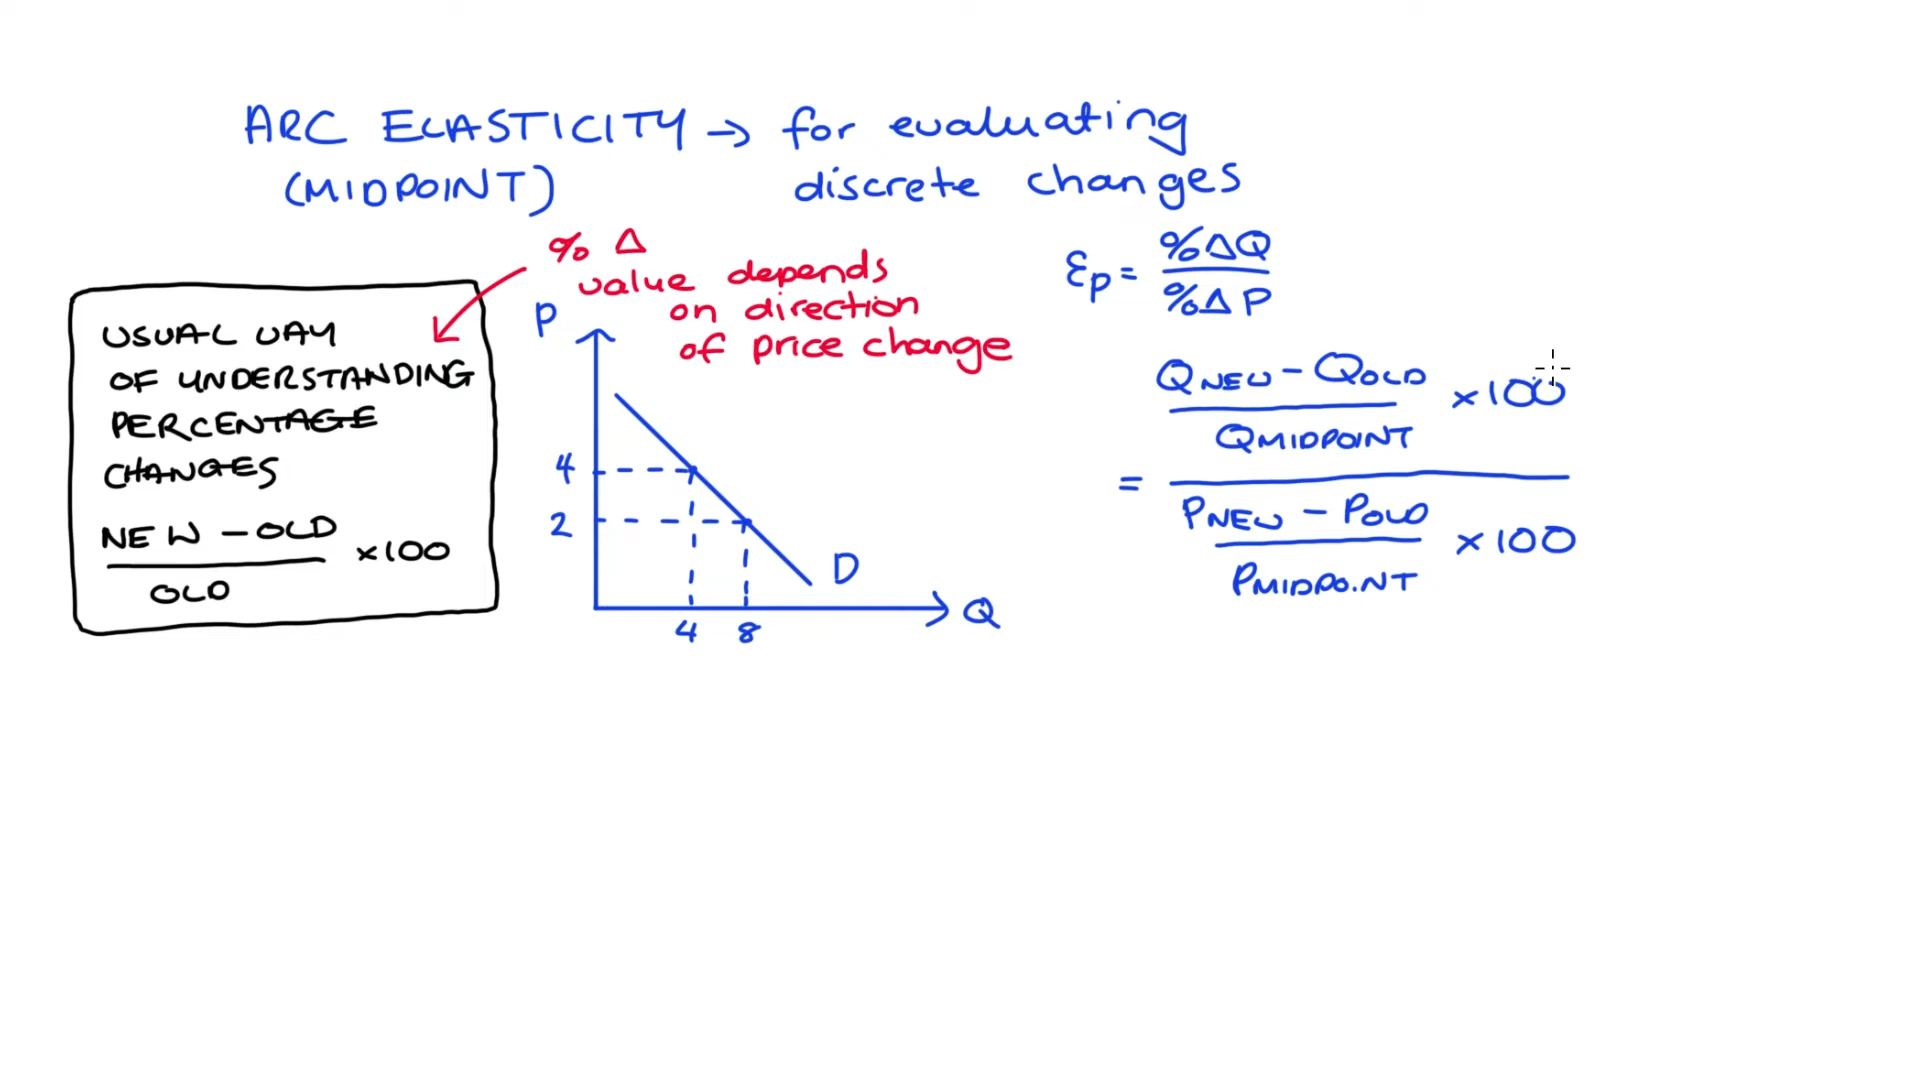 ARC ELASTICITY → for evaluating
(MIDPOINT) discrete changes
% Δ
value depends
on direction
of price change
USUAL WAY
OF UNDERSTANDING
PERCENTAGE
CHANGES
NEW - OLD
OLD
×100
P
4
2
D
4 8
Q
Ɛp = %ΔQ
%ΔP
QNEW - QOLD ×100
QMIDPOINT
=
PNEW - POLD ×100
PMIDPOINT